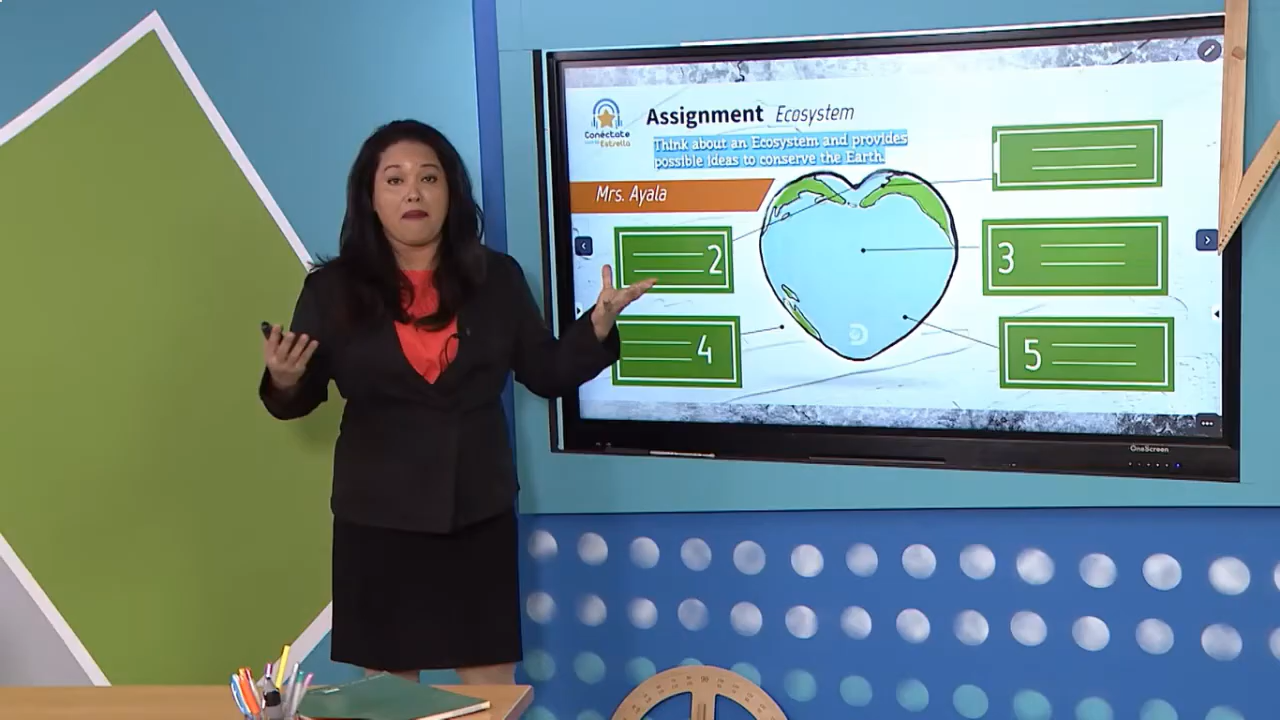 Conéctate
Estrella
Assignment Ecosystem
Think about an Ecosystem and provides
possible ideas to conserve the Earth.
Mrs. Ayala
2
3
4
5
OneScreen